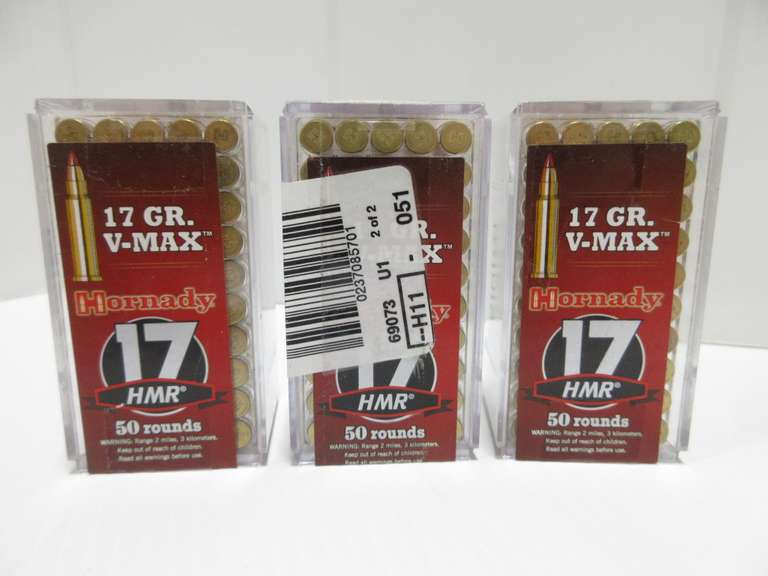 17 GR.
V-MAX™
Hornady
17
HMR®
50 rounds
WARNING: Range 2 miles, 3 kilometers.
Keep out of reach of children.
Read all warnings before use.
0237085701
2 of 2
69073 U1
--H11 - 051
GR.
V-MAX™
Hornady
17
HMR®
50 rounds
WARNING: Range 2 miles, 3 kilometers.
Keep out of reach of children.
Read all warnings before use.
17 GR.
V-MAX™
Hornady
17
HMR®
50 rounds
WARNING: Range 2 miles, 3 kilometers.
Keep out of reach of children.
Read all warnings before use.